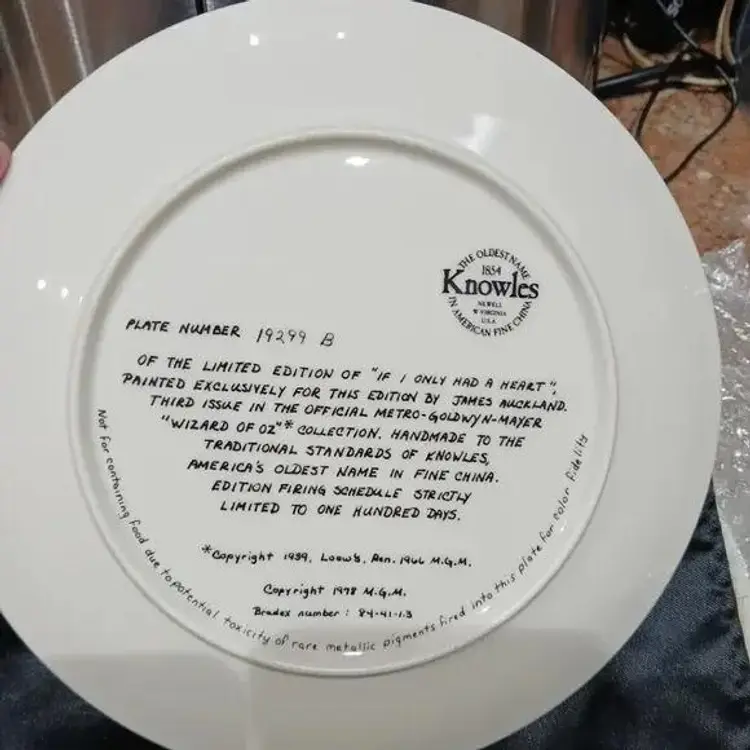 THE OLDEST NAME
1854
Knowles
NEWELL
W VIRGINIA
U.S.A.
IN AMERICAN FINE CHINA
PLATE NUMBER 19299 B
OF THE LIMITED EDITION OF "IF I ONLY HAD A HEART",
PAINTED EXCLUSIVELY FOR THIS EDITION BY JAMES AUCKLAND.
THIRD ISSUE IN THE OFFICIAL METRO-GOLDWYN-MAYER
"WIZARD OF OZ"* COLLECTION. HANDMADE TO THE
TRADITIONAL STANDARDS OF KNOWLES,
AMERICA'S OLDEST NAME IN FINE CHINA.
EDITION FIRING SCHEDULE STRICTLY
LIMITED TO ONE HUNDRED DAYS.
*Copyright 1939, Loew's, Ren. 1966 M.G.M.
Copyright 1978 M.G.M.
Bradex number: 84-41-1.3
Not for containing food due to potential toxicity of rare metallic pigments fired into this plate for color fidelity